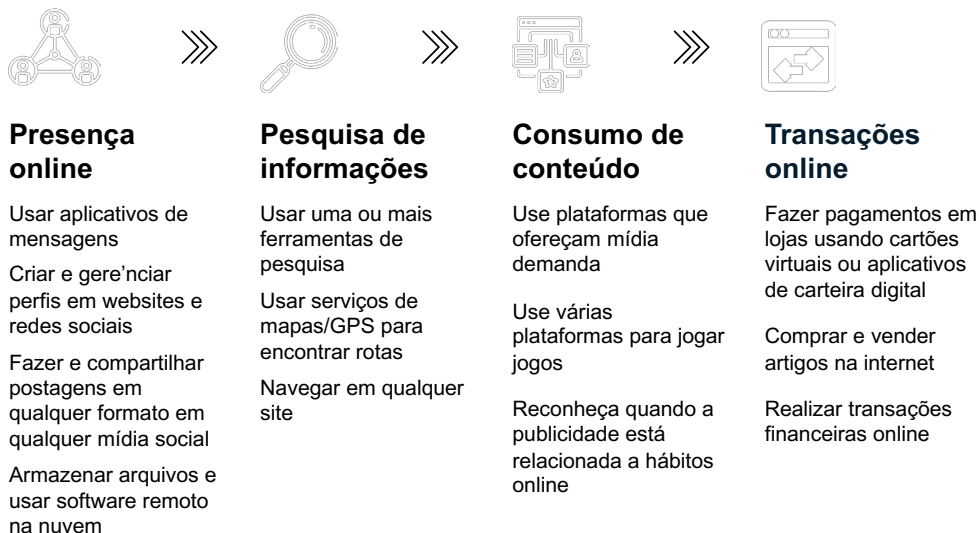 Presença
online
Usar aplicativos de
mensagens
Criar e gere’nciar
perfis em websites e
redes sociais
Fazer e compartilhar
postagens em
qualquer formato em
qualquer mídia social
Armazenar arquivos e
usar software remoto
na nuvem
Pesquisa de
informações
Usar uma ou mais
ferramentas de
pesquisa
Usar serviços de
mapas/GPS para
encontrar rotas
Navegar em qualquer
site
Consumo de
conteúdo
Use plataformas que
ofereçam mídia
demanda
Use várias
plataformas para jogar
jogos
Reconheça quando a
publicidade está
relacionada a hábitos
online
Transações
online
Fazer pagamentos em
lojas usando cartões
virtuais ou aplicativos
de carteira digital
Comprar e vender
artigos na internet
Realizar transações
financeiras online